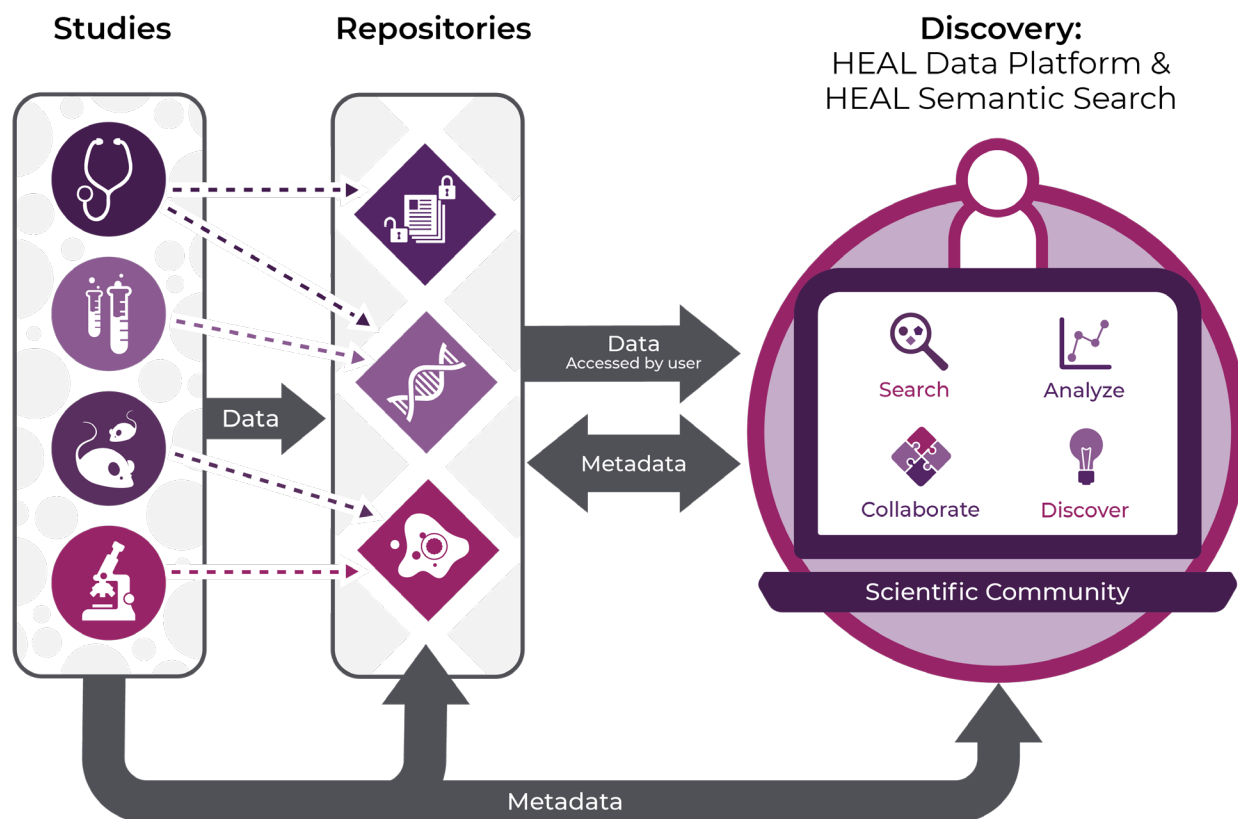 Studies
Repositories
Discovery:
HEAL Data Platform &
HEAL Semantic Search
Data
Data
Accessed by user
Metadata
Search
Analyze
Collaborate
Discover
Scientific Community
Metadata